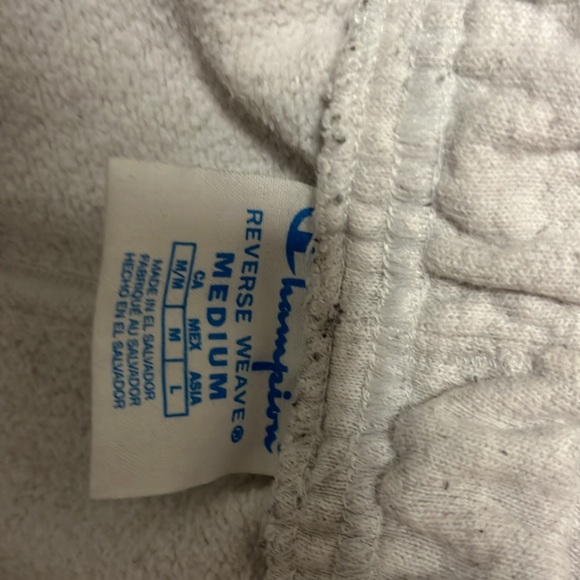 Champion
REVERSE WEAVE®
MEDIUM
CA MEX ASIA
M/M M L
MADE IN EL SALVADOR
FABRIQUÉ AU SALVADOR
HECHO EN EL SALVADOR